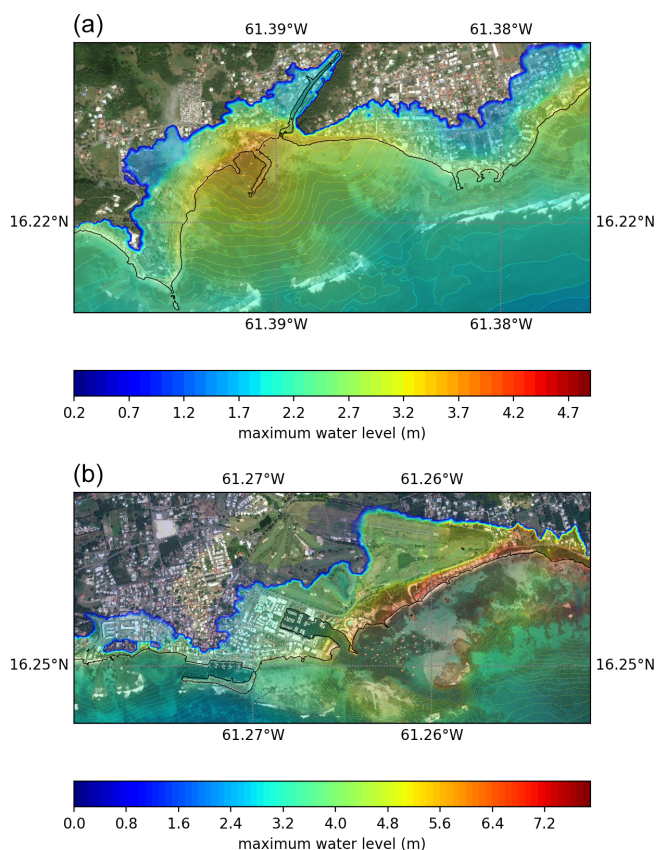 (a)
61.39°W 61.38°W
16.22°N 16.22°N
61.39°W 61.38°W
0.2 0.7 1.2 1.7 2.2 2.7 3.2 3.7 4.2 4.7
maximum water level (m)
(b)
61.27°W 61.26°W
16.25°N 16.25°N
61.27°W 61.26°W
0.0 0.8 1.6 2.4 3.2 4.0 4.8 5.6 6.4 7.2
maximum water level (m)